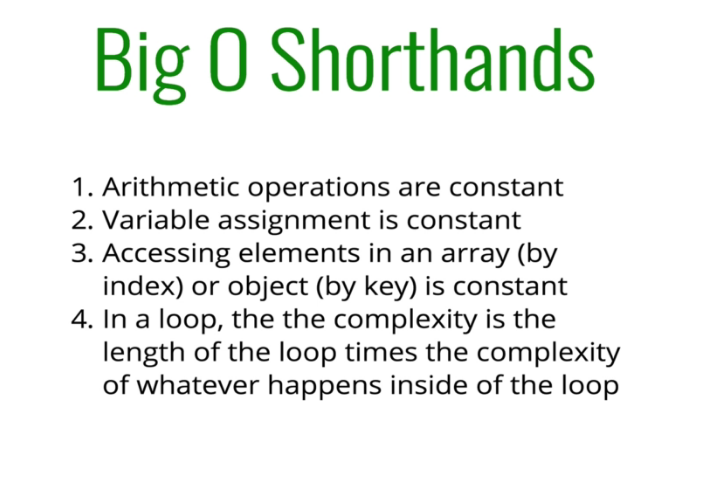 Big O Shorthands
1. Arithmetic operations are constant
2. Variable assignment is constant
3. Accessing elements in an array (by
index) or object (by key) is constant
4. In a loop, the the complexity is the
length of the loop times the complexity
of whatever happens inside of the loop